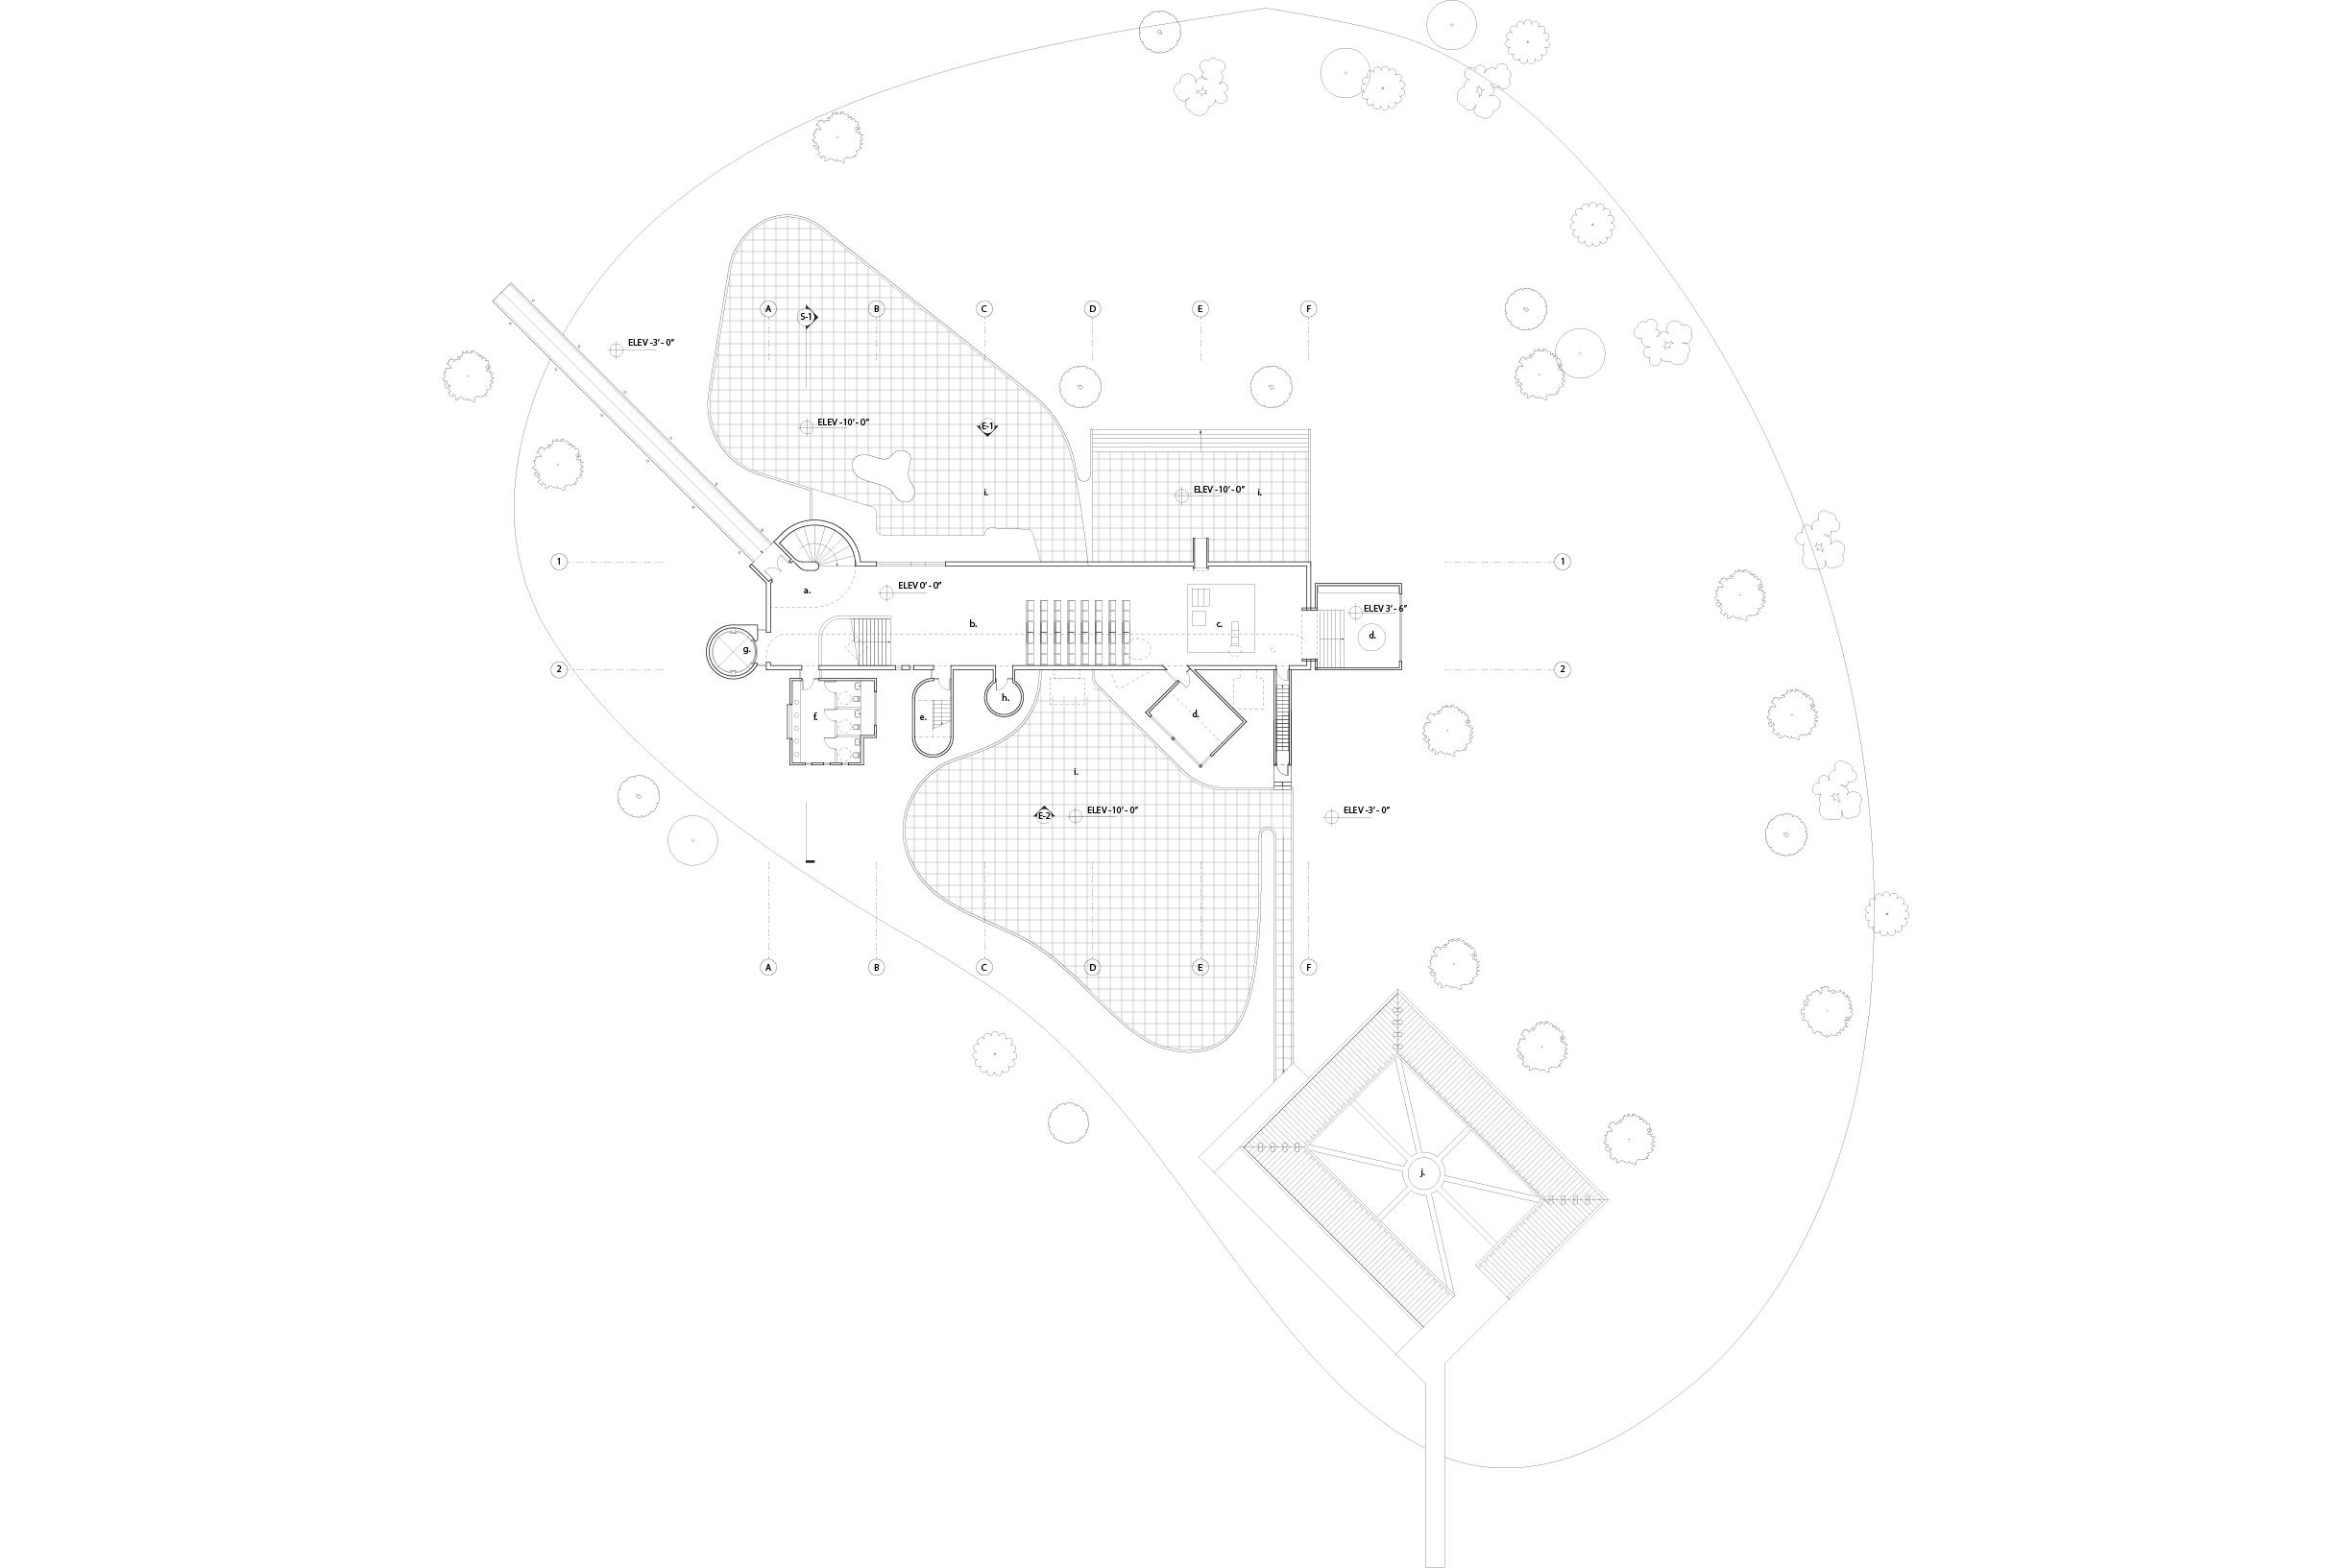 A
S-1
B
C
D
E
F
ELEV -3' - 0"
ELEV -10' - 0"
E-1
i.
ELEV -10' - 0"
i.
1
1
a.
ELEV 0' - 0"
b.
c.
ELEV 3' - 6"
d.
g.
2
2
h.
f.
e.
d.
i.
E-2
ELEV -10' - 0"
ELEV -3' - 0"
A
B
C
D
E
F
j.